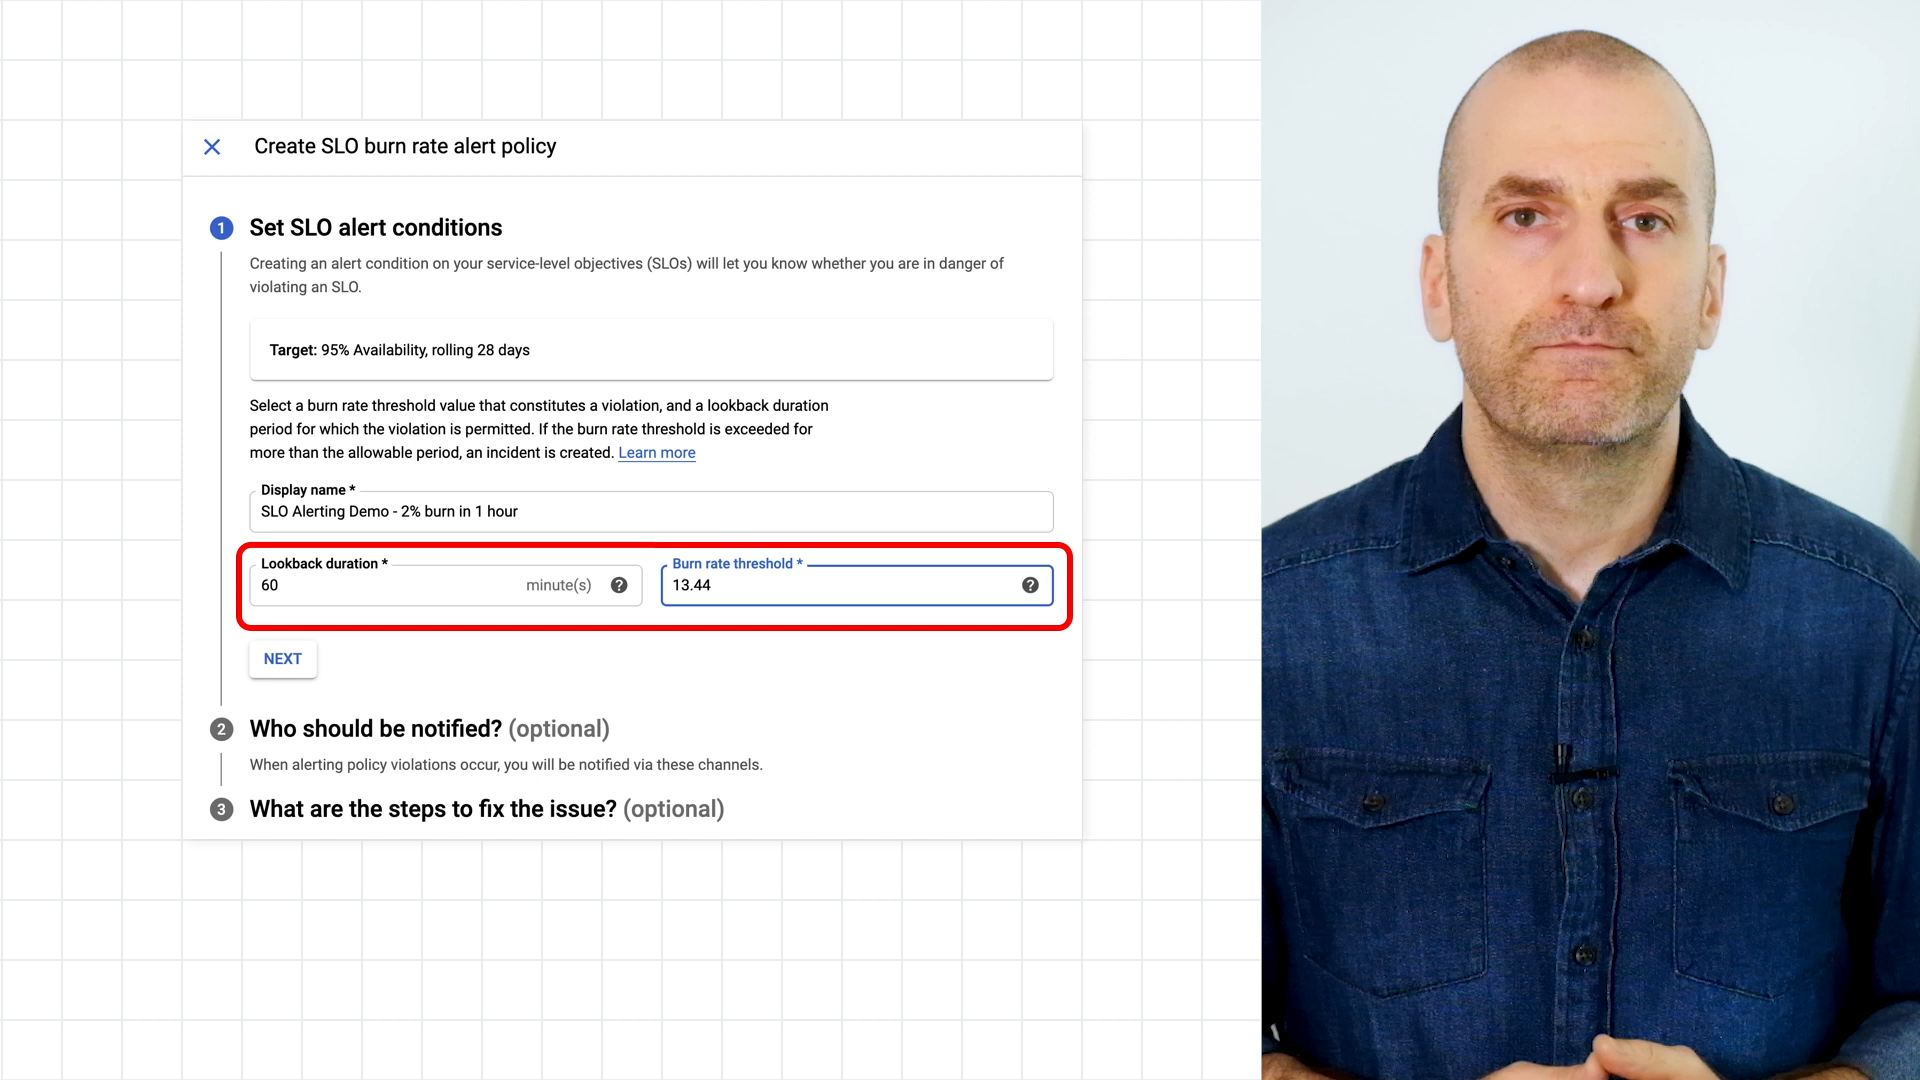 Create SLO burn rate alert policy
1 Set SLO alert conditions
Creating an alert condition on your service-level objectives (SLOs) will let you know whether you are in danger of
violating an SLO.
Target: 95% Availability, rolling 28 days
Select a burn rate threshold value that constitutes a violation, and a lookback duration
period for which the violation is permitted. If the burn rate threshold is exceeded for
more than the allowable period, an incident is created. Learn more
Display name *
SLO Alerting Demo - 2% burn in 1 hour
Lookback duration *
60 minute(s) ?
Burn rate threshold *
13.44 ?
NEXT
2 Who should be notified? (optional)
When alerting policy violations occur, you will be notified via these channels.
3 What are the steps to fix the issue? (optional)